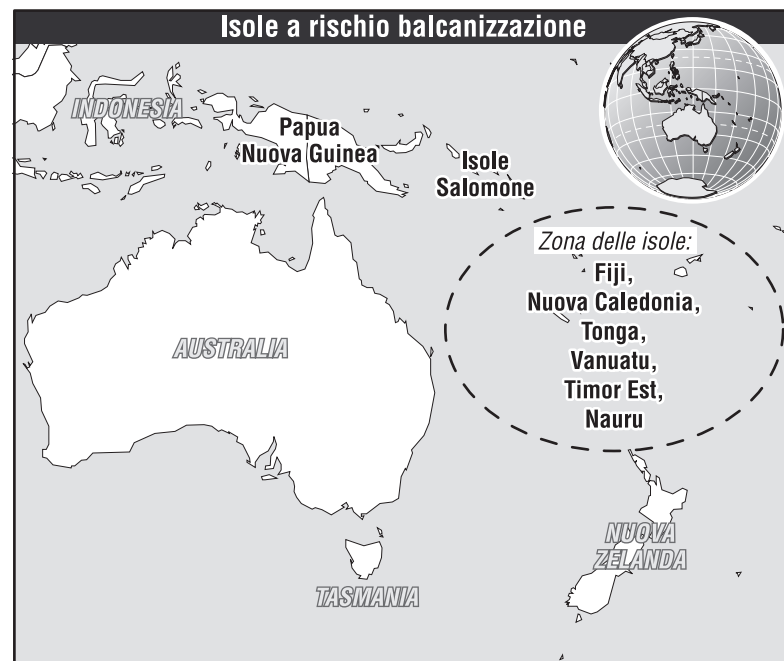 Isole a rischio balcanizzazione
INDONESIA
Papua
Nuova Guinea
Isole
Salomone
Zona delle isole:
Fiji,
Nuova Caledonia,
Tonga,
Vanuatu,
Timor Est,
Nauru
AUSTRALIA
NUOVA
ZELANDA
TASMANIA